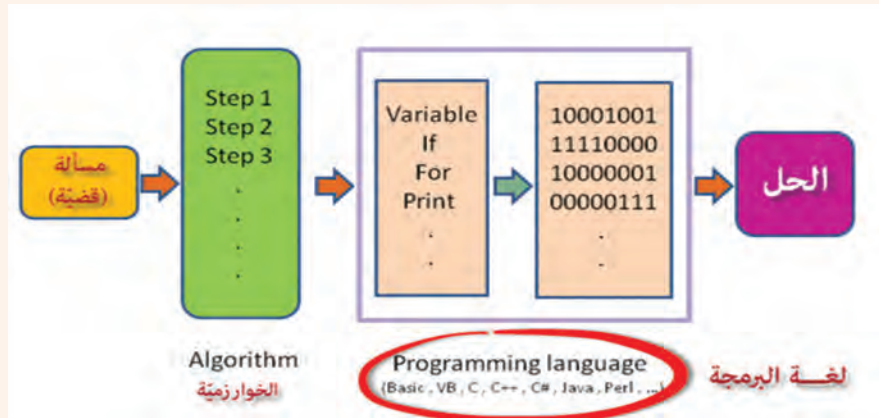 مسألة
(قضيّة)
Step 1
Step 2
Step 3
.
.
.
.
Variable
If
For
Print
.
.
10001001
11110000
10000001
00000111
.
.
الحل
Algorithm
الخوارزميّة
Programming language
(Basic , VB , C , C++ , C# , Java , Perl , ...)
لغـــة البرمجة